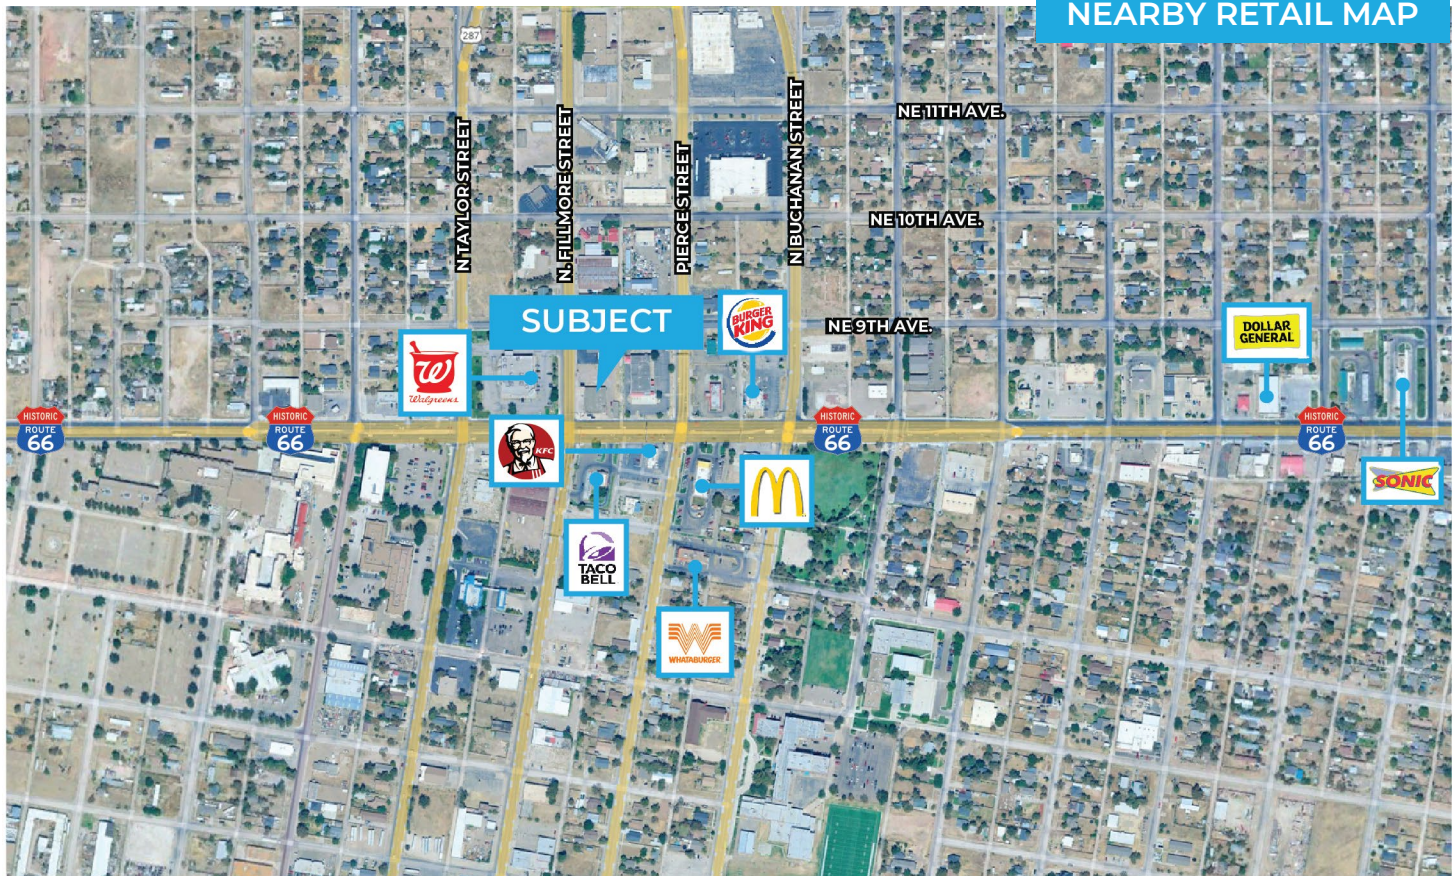 NEARBY RETAIL MAP
287
NE 11TH AVE.
N TAYLOR STREET
N. FILLMORE STREET
PIERCE STREET
N BUCHANAN STREET
NE 10TH AVE.
SUBJECT
BURGER
KING
NE 9TH AVE.
DOLLAR
GENERAL
W
Walgreens
HISTORIC
ROUTE
66
HISTORIC
ROUTE
66
HISTORIC
ROUTE
66
HISTORIC
ROUTE
66
KFC
SONIC
M
TACO
BELL
W
WHATABURGER